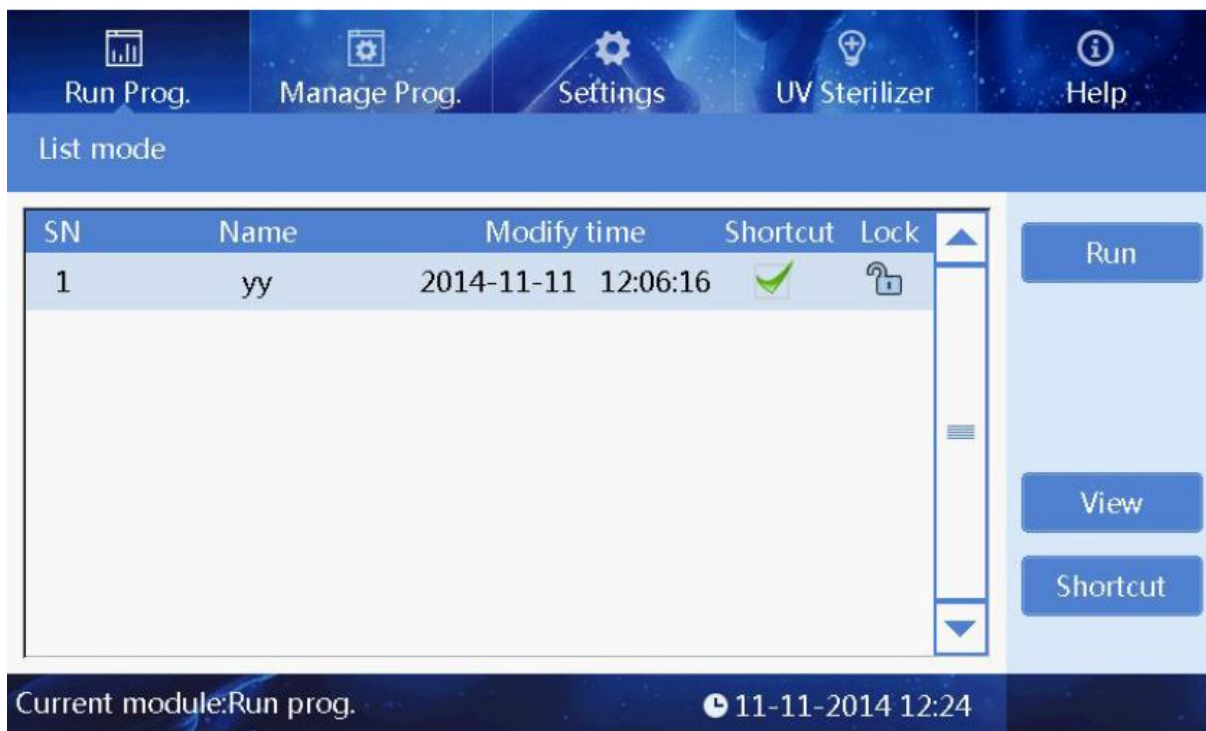 Run Prog. Manage Prog. Settings UV Sterilizer Help
List mode
SN Name Modify time Shortcut Lock
1 yy 2014-11-11 12:06:16
Run
View
Shortcut
Current module:Run prog. 11-11-2014 12:24